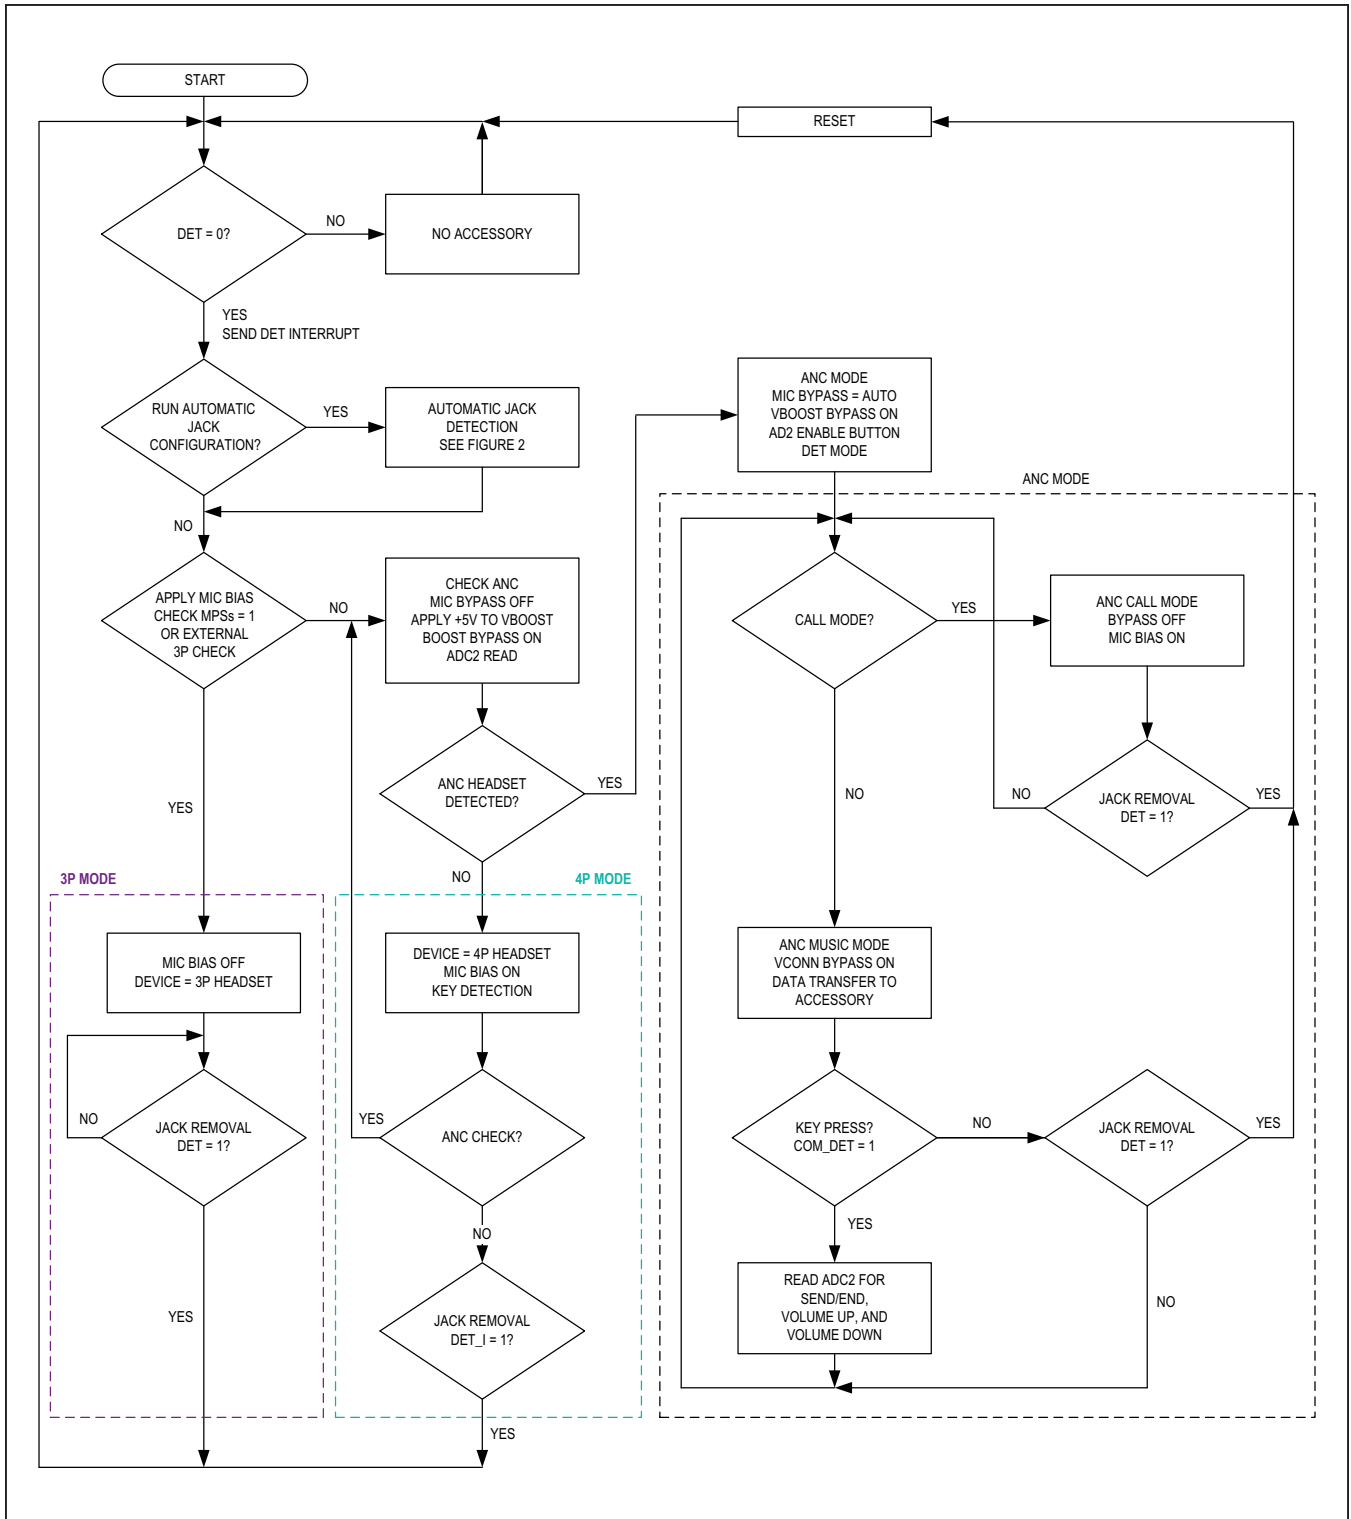 START
RESET
DET = 0?
NO
NO ACCESSORY
YES
SEND DET INTERRUPT
RUN AUTOMATIC
JACK
CONFIGURATION?
YES
AUTOMATIC JACK
DETECTION
SEE FIGURE 2
NO
ANC MODE
MIC BYPASS = AUTO
VBOOST BYPASS ON
AD2 ENABLE BUTTON
DET MODE
ANC MODE
APPLY MIC BIAS
CHECK MPSs = 1
OR EXTERNAL
3P CHECK
NO
CHECK ANC
MIC BYPASS OFF
APPLY +5V TO VBOOST
BOOST BYPASS ON
ADC2 READ
CALL MODE?
YES
ANC CALL MODE
BYPASS OFF
MIC BIAS ON
YES
ANC HEADSET
DETECTED?
YES
NO
NO
NO
JACK REMOVAL
DET = 1?
YES
3P MODE
4P MODE
MIC BIAS OFF
DEVICE = 3P HEADSET
DEVICE = 4P HEADSET
MIC BIAS ON
KEY DETECTION
ANC MUSIC MODE
VCONN BYPASS ON
DATA TRANSFER TO
ACCESSORY
NO
JACK REMOVAL
DET = 1?
YES
ANC CHECK?
KEY PRESS?
COM_DET = 1
NO
JACK REMOVAL
DET = 1?
YES
YES
NO
YES
NO
JACK REMOVAL
DET_I = 1?
READ ADC2 FOR
SEND/END,
VOLUME UP, AND
VOLUME DOWN
NO
YES